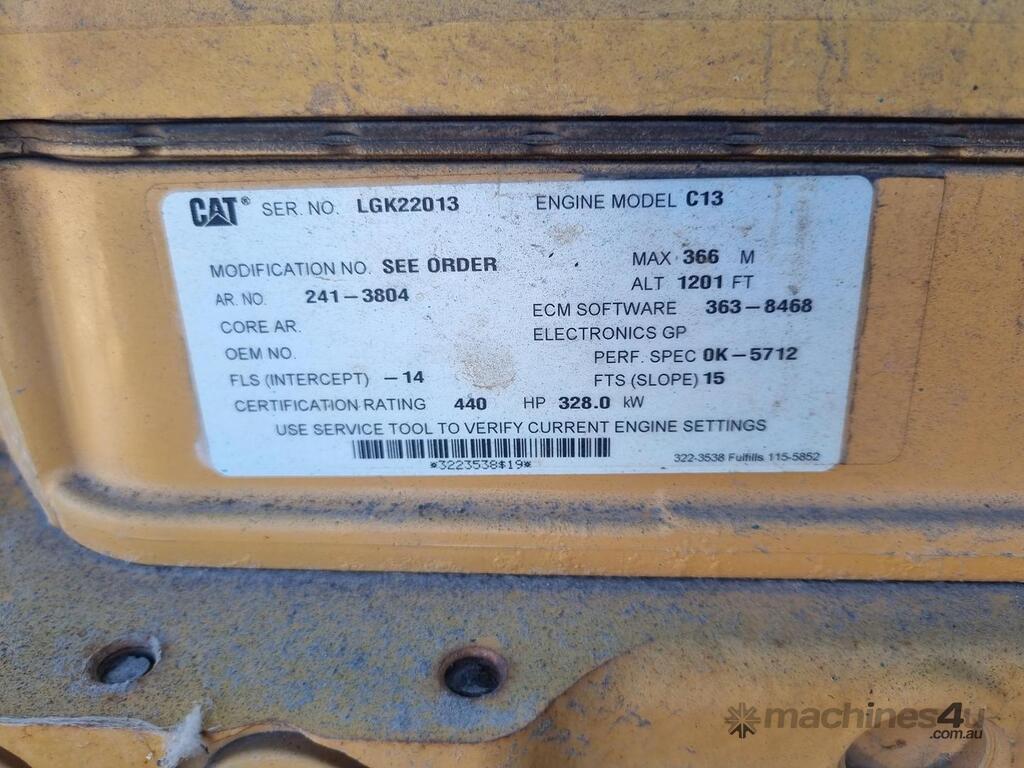 CAT® SER. NO. LGK22013 ENGINE MODEL C13
MODIFICATION NO. SEE ORDER MAX 366 M
ALT 1201 FT
AR. NO. 241-3804 ECM SOFTWARE 363-8468
CORE AR. ELECTRONICS GP
OEM NO. PERF. SPEC 0K-5712
FLS (INTERCEPT) -14 FTS (SLOPE) 15
CERTIFICATION RATING 440 HP 328.0 kW
USE SERVICE TOOL TO VERIFY CURRENT ENGINE SETTINGS
*3223538$19* 322-3538 Fulfills 115-5852
machines4u
.com.au